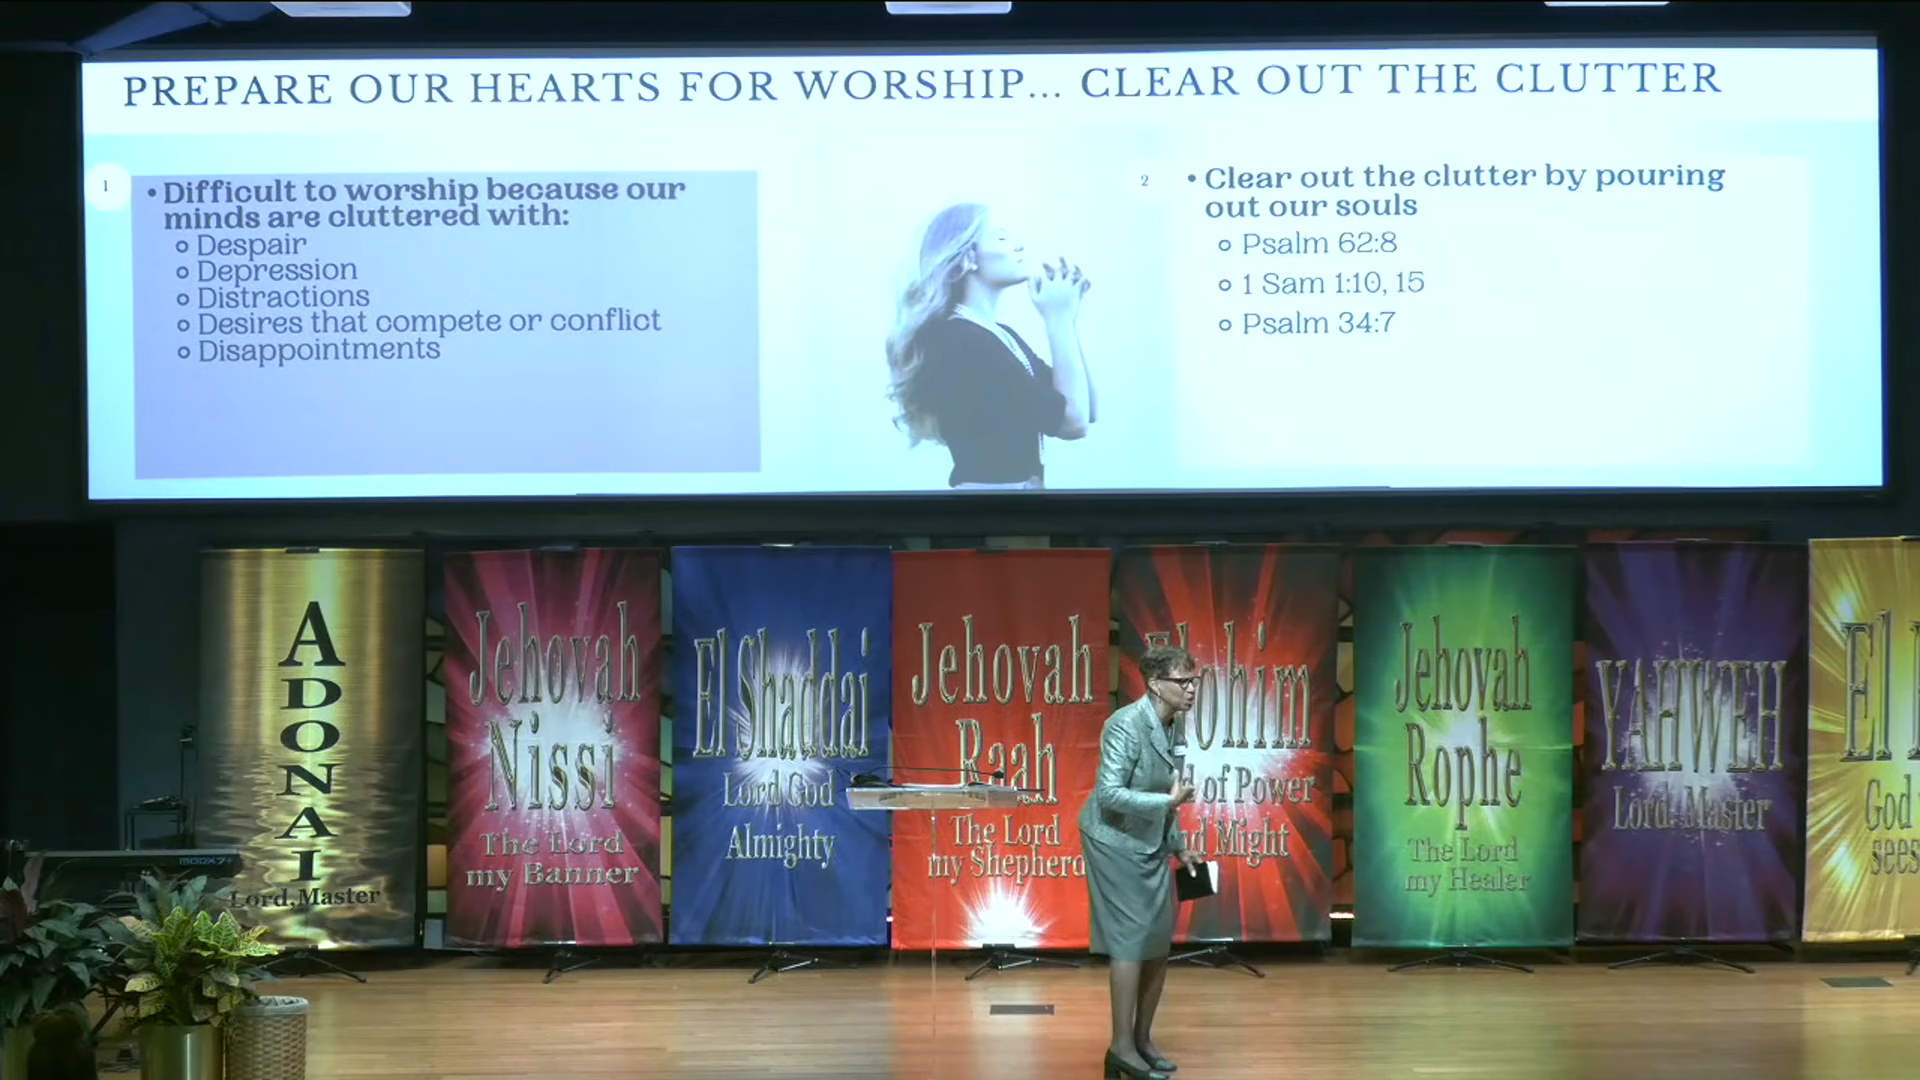 PREPARE OUR HEARTS FOR WORSHIP... CLEAR OUT THE CLUTTER
1
• Difficult to worship because our
minds are cluttered with:
Despair
Depression
Distractions
Desires that compete or conflict
Disappointments
2
• Clear out the clutter by pouring
out our souls
Psalm 62:8
1 Sam 1:10, 15
Psalm 34:7
ADONAI
Lord, Master
Jehovah
Nissi
The Lord
my Banner
El Shaddai
Lord God
Almighty
Jehovah
Raah
The Lord
my Shepherd
of Power
Might
Jehovah
Rophe
The Lord
my Healer
YAHWEH
Lord, Master
El
God
sees
MODX7+